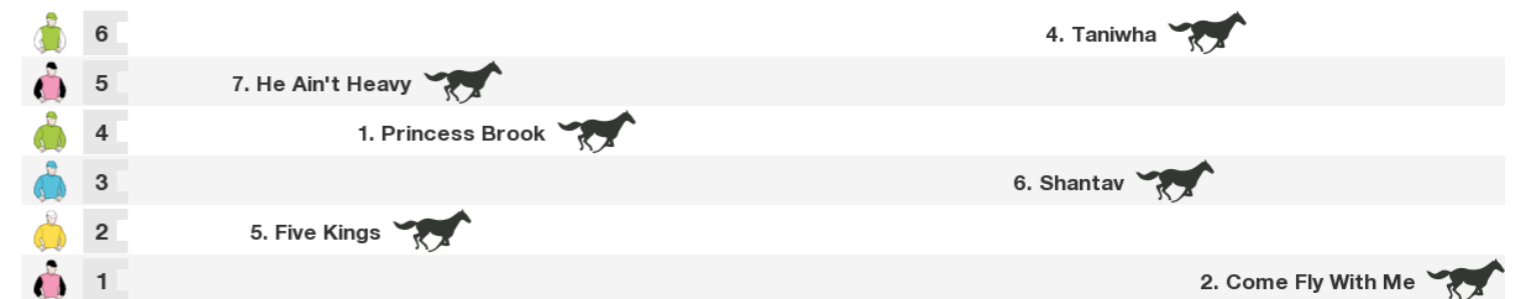 6 4. Taniwha
5 7. He Ain't Heavy
4 1. Princess Brook
3 6. Shantav
2 5. Five Kings
1 2. Come Fly With Me